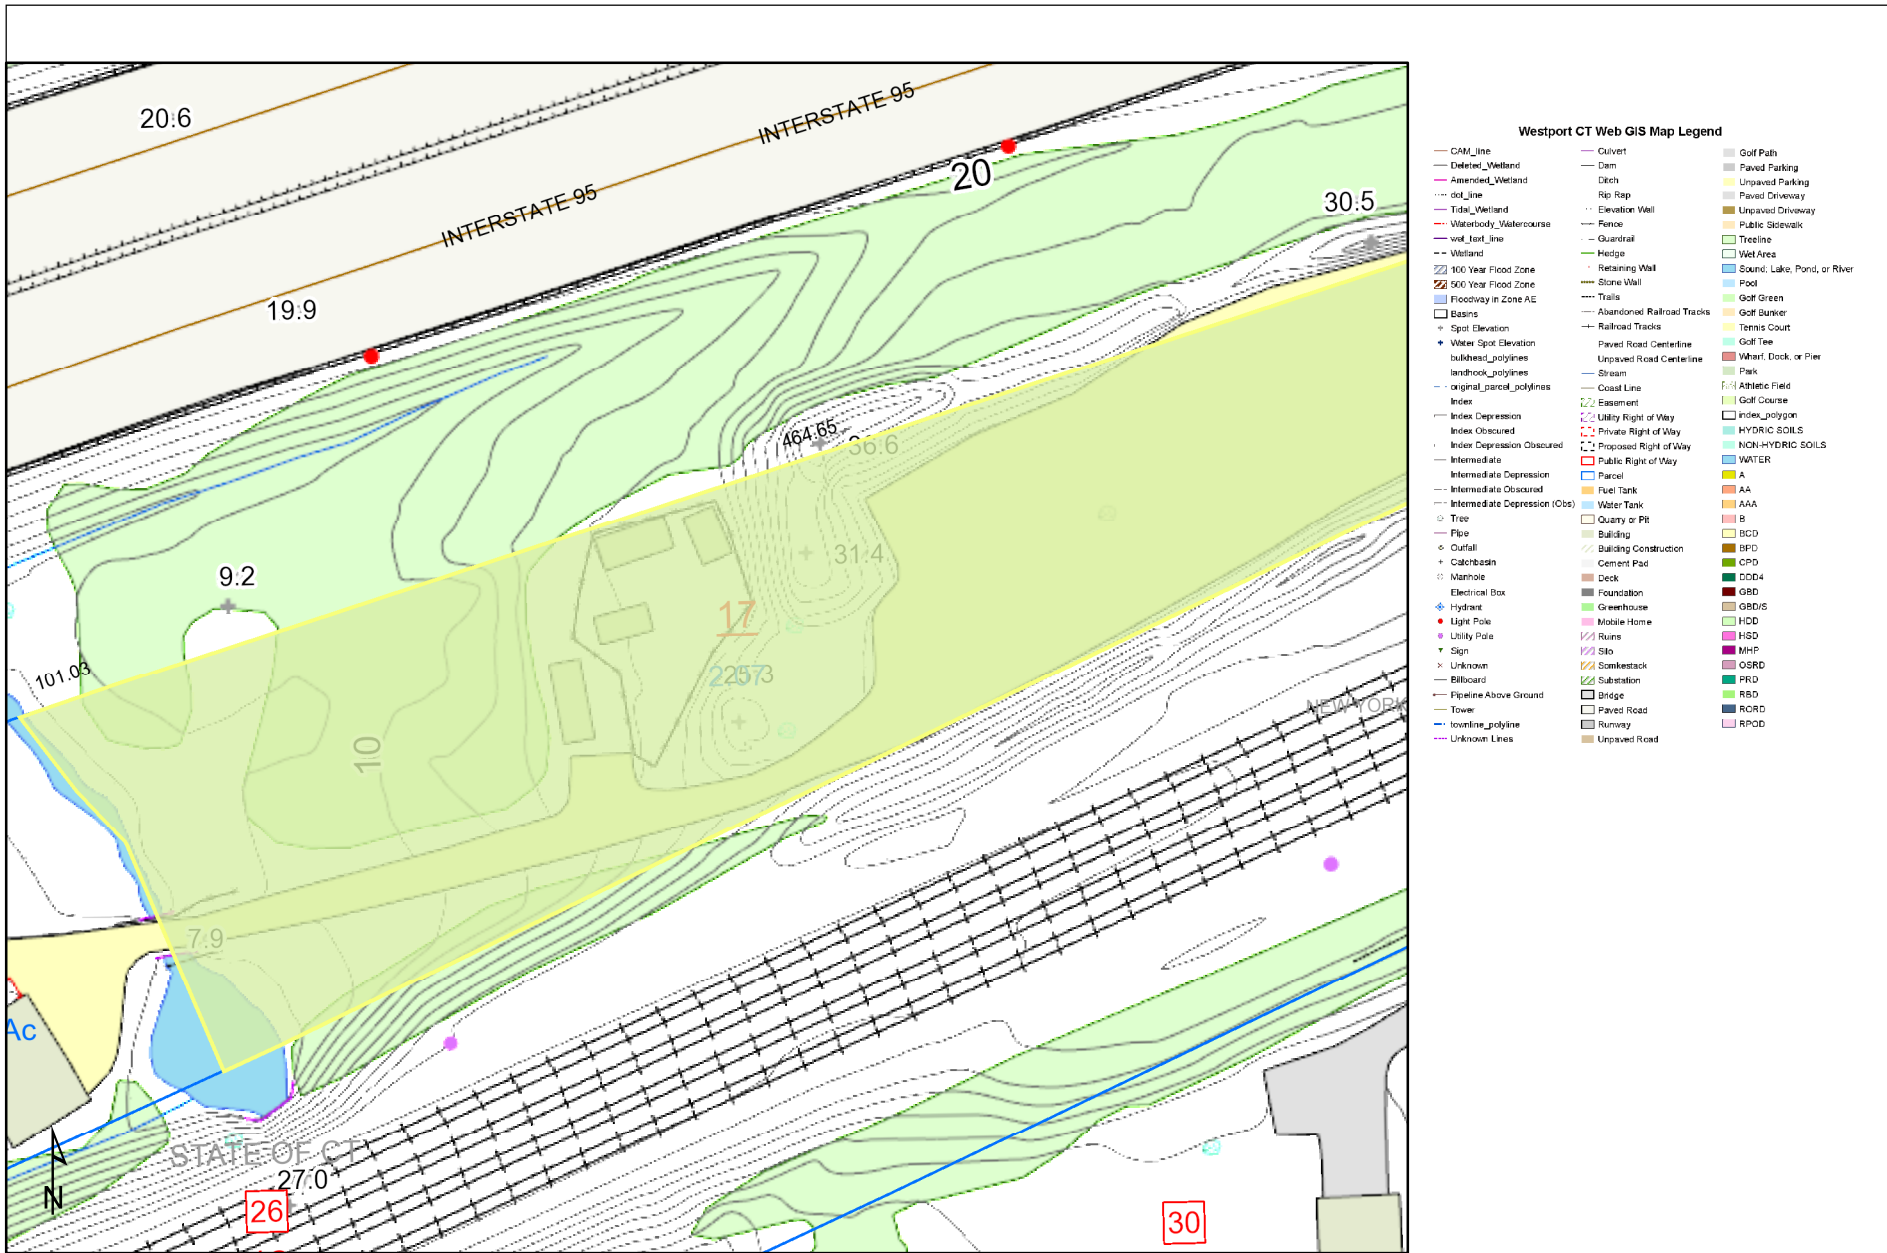 INTERSTATE 95
20.6
INTERSTATE 95
20
30.5
19.9
464.65
36.6
31.4
9.2
17
101.03
NEW YORK
10
7.9
Ac
STATE OF CT
27.0
N
26
30
Westport CT Web GIS Map Legend
CAM_line
Deleted_Wetland
Amended_Wetland
dot_line
Tidal_Wetland
Waterbody_Watercourse
wet_text_line
Wetland
100 Year Flood Zone
500 Year Flood Zone
Floodway in Zone AE
Basins
Spot Elevation
Water Spot Elevation
bulkhead_polylines
landhook_polylines
original_parcel_polylines
Index
Index Depression
Index Obscured
Index Depression Obscured
Intermediate
Intermediate Depression
Intermediate Obscured
Intermediate Depression (Obs)
Tree
Pipe
Outfall
Catchbasin
Manhole
Electrical Box
Hydrant
Light Pole
Utility Pole
Sign
Unknown
Billboard
Pipeline Above Ground
Tower
townline_polyline
Unknown Lines
Culvert
Dam
Ditch
Rip Rap
Elevation Wall
Fence
Guardrail
Hedge
Retaining Wall
Stone Wall
Trails
Abandoned Railroad Tracks
Railroad Tracks
Paved Road Centerline
Unpaved Road Centerline
Stream
Coast Line
Easement
Utility Right of Way
Private Right of Way
Proposed Right of Way
Public Right of Way
Parcel
Fuel Tank
Water Tank
Quarry or Pit
Building
Building Construction
Cement Pad
Deck
Foundation
Greenhouse
Mobile Home
Ruins
Silo
Somkestack
Substation
Bridge
Paved Road
Runway
Unpaved Road
Golf Path
Paved Parking
Unpaved Parking
Paved Driveway
Unpaved Driveway
Public Sidewalk
Treeline
Wet Area
Sound, Lake, Pond, or River
Pool
Golf Green
Golf Bunker
Tennis Court
Golf Tee
Wharf, Dock, or Pier
Park
Athletic Field
Golf Course
index_polygon
HYDRIC SOILS
NON-HYDRIC SOILS
WATER
A
AA
AAA
B
BCD
BPD
CPD
DDD4
GBD
GBD/S
HDD
HSD
MHP
OSRD
PRD
RBD
RORD
RPOD